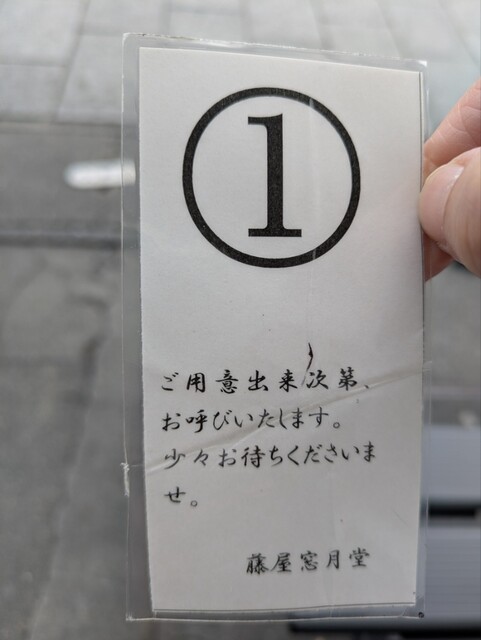 ①
ご用意出来次第、
お呼びいたします。
少々お待ちくださいま
せ。
藤屋窓月堂